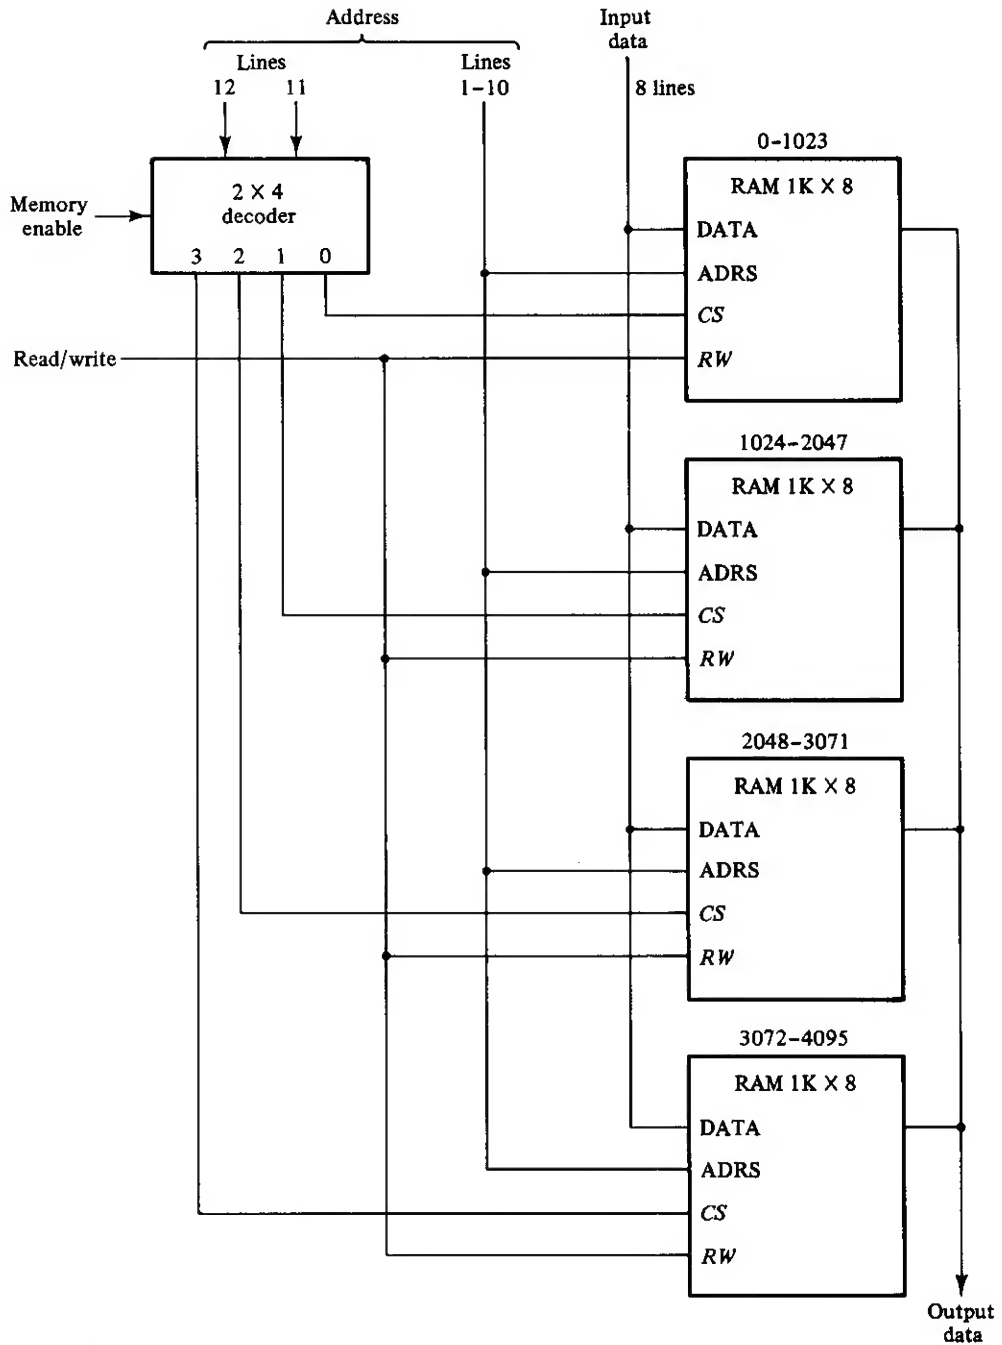 Address
Input
data
Lines
12
11
Lines
1-10
8 lines
Memory
enable
2 × 4
decoder
3 2 1 0
Read/write
0-1023
RAM 1K × 8
DATA
ADRS
CS
RW
1024-2047
RAM 1K × 8
DATA
ADRS
CS
RW
2048-3071
RAM 1K × 8
DATA
ADRS
CS
RW
3072-4095
RAM 1K × 8
DATA
ADRS
CS
RW
Output
data